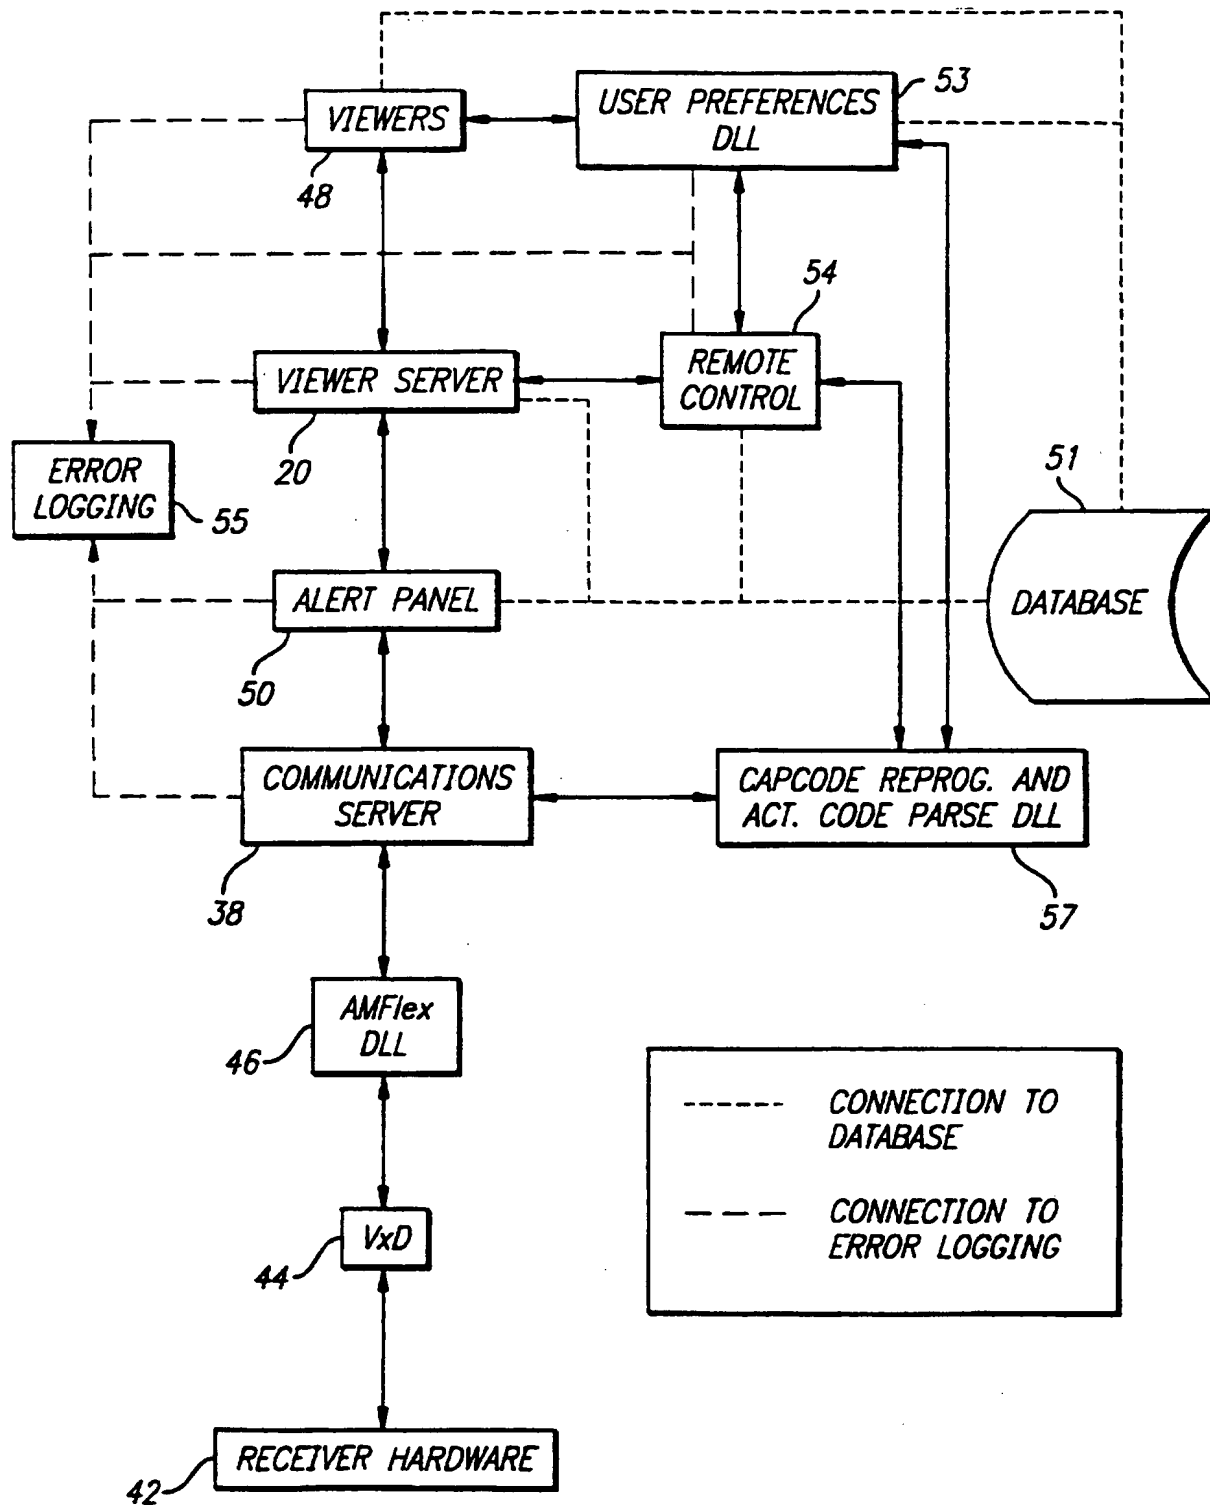 53
VIEWERS
USER PREFERENCES
DLL
48
54
VIEWER SERVER
REMOTE
CONTROL
20
51
ERROR
LOGGING
55
ALERT PANEL
DATABASE
50
COMMUNICATIONS
SERVER
CAPCODE REPROG. AND
ACT. CODE PARSE DLL
38
57
AMFlex
DLL
46
CONNECTION TO
DATABASE
VxD
44
CONNECTION TO
ERROR LOGGING
RECEIVER HARDWARE
42